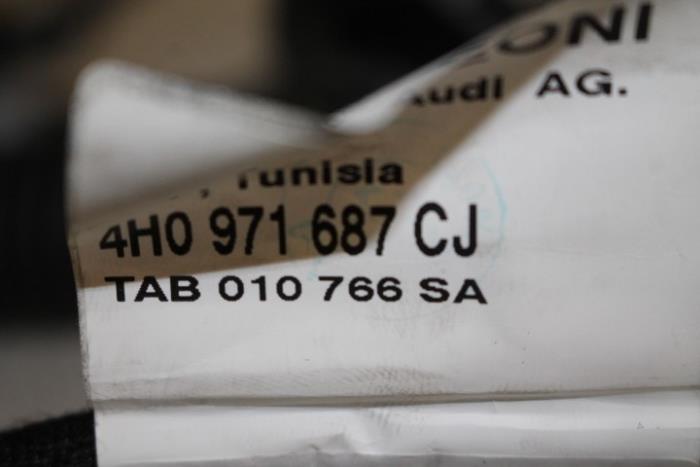 Audi AG.
, Tunisia
4H0 971 687 CJ
TAB 010 766 SA